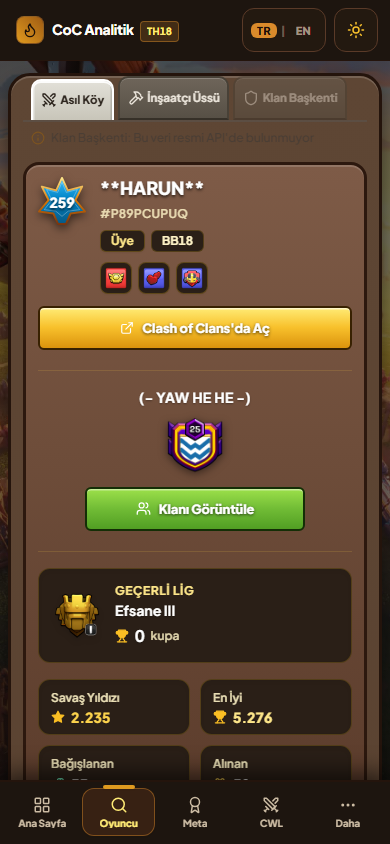 CoC Analitik TH18 TR | EN
Asıl Köy İnşaatçı Üssü Klan Başkenti
Klan Başkenti: Bu veri resmi API'de bulunmuyor.
259
**HARUN**
#P89PCUPUQ
Üye BB18
Clash of Clans'da Aç
(- YAW HE HE -)
25
Klanı Görüntüle
GEÇERLİ LİG
Efsane III
0 kupa
Savaş Yıldızı
2.235
En İyi
5.276
Bağışlanan
Alınan
Ana Sayfa Oyuncu Meta CWL Daha